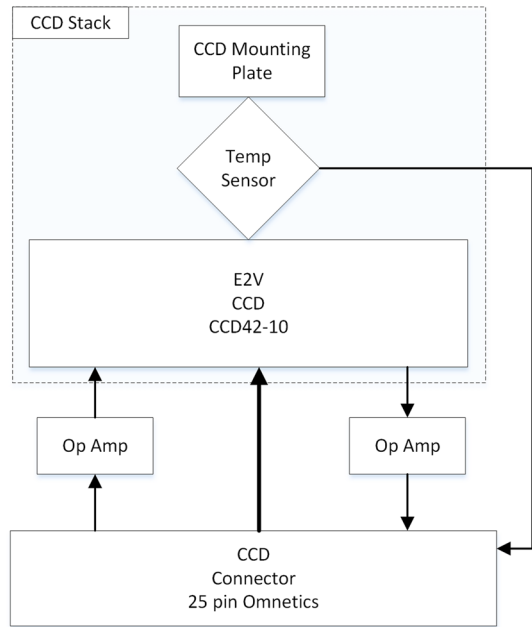 CCD Stack
CCD Mounting
Plate
Temp
Sensor
E2V
CCD
CCD42-10
Op Amp
Op Amp
CCD
Connector
25 pin Omnetics